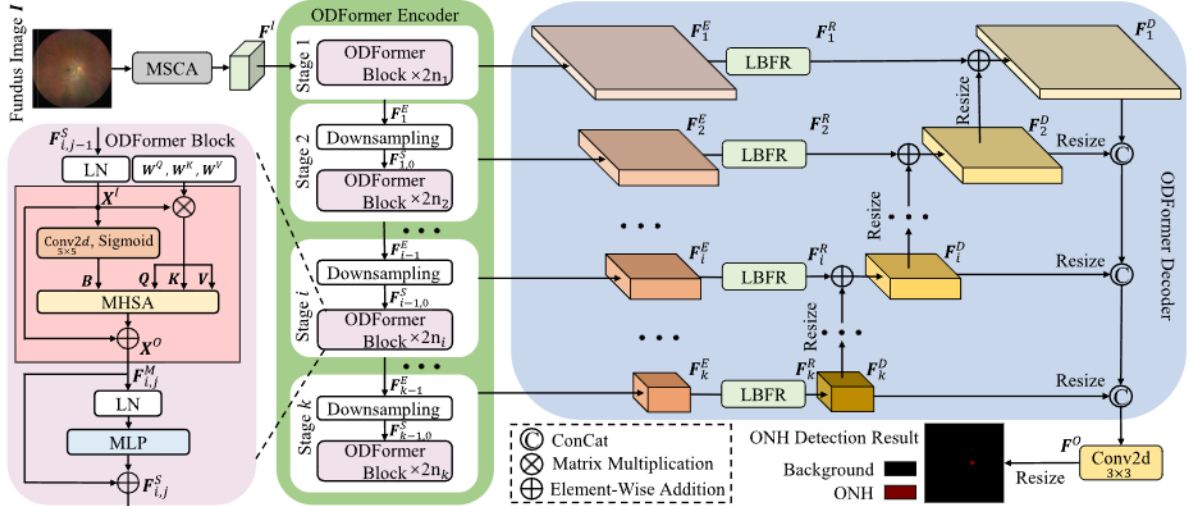 Fundus Image I
MSCA
F^I
ODFormer Encoder
Stage 1
ODFormer
Block ×2n_1
F_1^E
Stage 2
Downsampling
F_{1,0}^S
ODFormer
Block ×2n_2
• • •
F_{i-1}^E
Stage i
Downsampling
F_{i-1,0}^S
ODFormer
Block ×2n_i
• • •
F_{k-1}^E
Stage k
Downsampling
F_{k-1,0}^S
ODFormer
Block ×2n_k
F_{i,j-1}^S
ODFormer Block
LN
W^Q, W^K, W^V
X^I
Conv2d, Sigmoid
5×5
B
Q
K
V
MHSA
X^O
F_{i,j}^M
LN
MLP
F_{i,j}^S
F_1^E
LBFR
F_1^R
F_1^D
Resize
F_2^E
LBFR
F_2^R
F_2^D
Resize
Resize
• • •
• • •
F_i^E
LBFR
F_i^R
F_i^D
Resize
Resize
• • •
• • •
F_k^E
LBFR
F_k^R
F_k^D
Resize
ODFormer Decoder
C
C
C
C ConCat
Matrix Multiplication
Element-Wise Addition
ONH Detection Result
Background
ONH
Resize
F^O
Conv2d
3×3